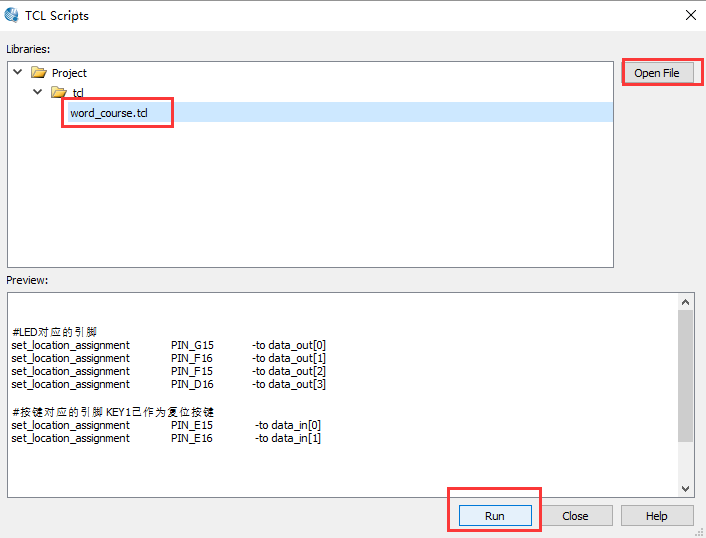 TCL Scripts
Libraries:
Project
tcl
word_course.tcl
Open File
Preview:
#LED对应的引脚
set_location_assignment PIN_G15 -to data_out[0]
set_location_assignment PIN_F16 -to data_out[1]
set_location_assignment PIN_F15 -to data_out[2]
set_location_assignment PIN_D16 -to data_out[3]
#按键对应的引脚 KEY1已作为复位按键
set_location_assignment PIN_E15 -to data_in[0]
set_location_assignment PIN_E16 -to data_in[1]
Run Close Help